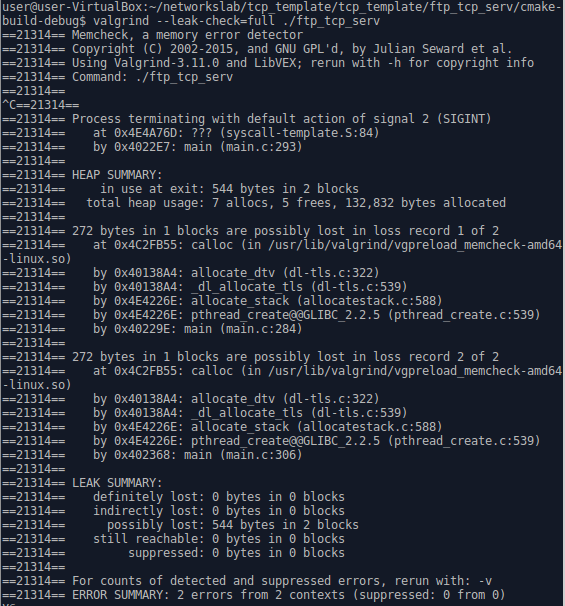 user@user-VirtualBox:~/networkslab/tcp_template/tcp_template/ftp_tcp_serv/cmake-
build-debug$ valgrind --leak-check=full ./ftp_tcp_serv
==21314== Memcheck, a memory error detector
==21314== Copyright (C) 2002-2015, and GNU GPL'd, by Julian Seward et al.
==21314== Using Valgrind-3.11.0 and LibVEX; rerun with -h for copyright info
==21314== Command: ./ftp_tcp_serv
==21314==
^C==21314==
==21314== Process terminating with default action of signal 2 (SIGINT)
==21314==    at 0x4E4A76D: ??? (syscall-template.S:84)
==21314==    by 0x4022E7: main (main.c:293)
==21314==
==21314== HEAP SUMMARY:
==21314==     in use at exit: 544 bytes in 2 blocks
==21314==   total heap usage: 7 allocs, 5 frees, 132,832 bytes allocated
==21314==
==21314== 272 bytes in 1 blocks are possibly lost in loss record 1 of 2
==21314==    at 0x4C2FB55: calloc (in /usr/lib/valgrind/vgpreload_memcheck-amd64
-linux.so)
==21314==    by 0x40138A4: allocate_dtv (dl-tls.c:322)
==21314==    by 0x40138A4: _dl_allocate_tls (dl-tls.c:539)
==21314==    by 0x4E4226E: allocate_stack (allocatestack.c:588)
==21314==    by 0x4E4226E: pthread_create@@GLIBC_2.2.5 (pthread_create.c:539)
==21314==    by 0x40229E: main (main.c:284)
==21314==
==21314== 272 bytes in 1 blocks are possibly lost in loss record 2 of 2
==21314==    at 0x4C2FB55: calloc (in /usr/lib/valgrind/vgpreload_memcheck-amd64
-linux.so)
==21314==    by 0x40138A4: allocate_dtv (dl-tls.c:322)
==21314==    by 0x40138A4: _dl_allocate_tls (dl-tls.c:539)
==21314==    by 0x4E4226E: allocate_stack (allocatestack.c:588)
==21314==    by 0x4E4226E: pthread_create@@GLIBC_2.2.5 (pthread_create.c:539)
==21314==    by 0x402368: main (main.c:306)
==21314==
==21314== LEAK SUMMARY:
==21314==    definitely lost: 0 bytes in 0 blocks
==21314==    indirectly lost: 0 bytes in 0 blocks
==21314==      possibly lost: 544 bytes in 2 blocks
==21314==    still reachable: 0 bytes in 0 blocks
==21314==         suppressed: 0 bytes in 0 blocks
==21314==
==21314== For counts of detected and suppressed errors, rerun with: -v
==21314== ERROR SUMMARY: 2 errors from 2 contexts (suppressed: 0 from 0)